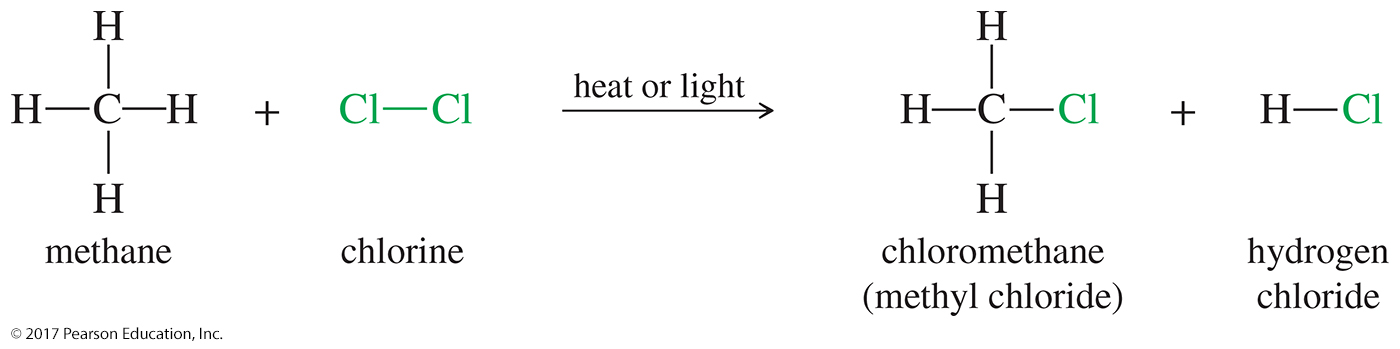 H H
H—C—H + Cl—Cl heat or light H—C—Cl + H—Cl
H H
methane chlorine chloromethane hydrogen
(methyl chloride) chloride
© 2017 Pearson Education, Inc.